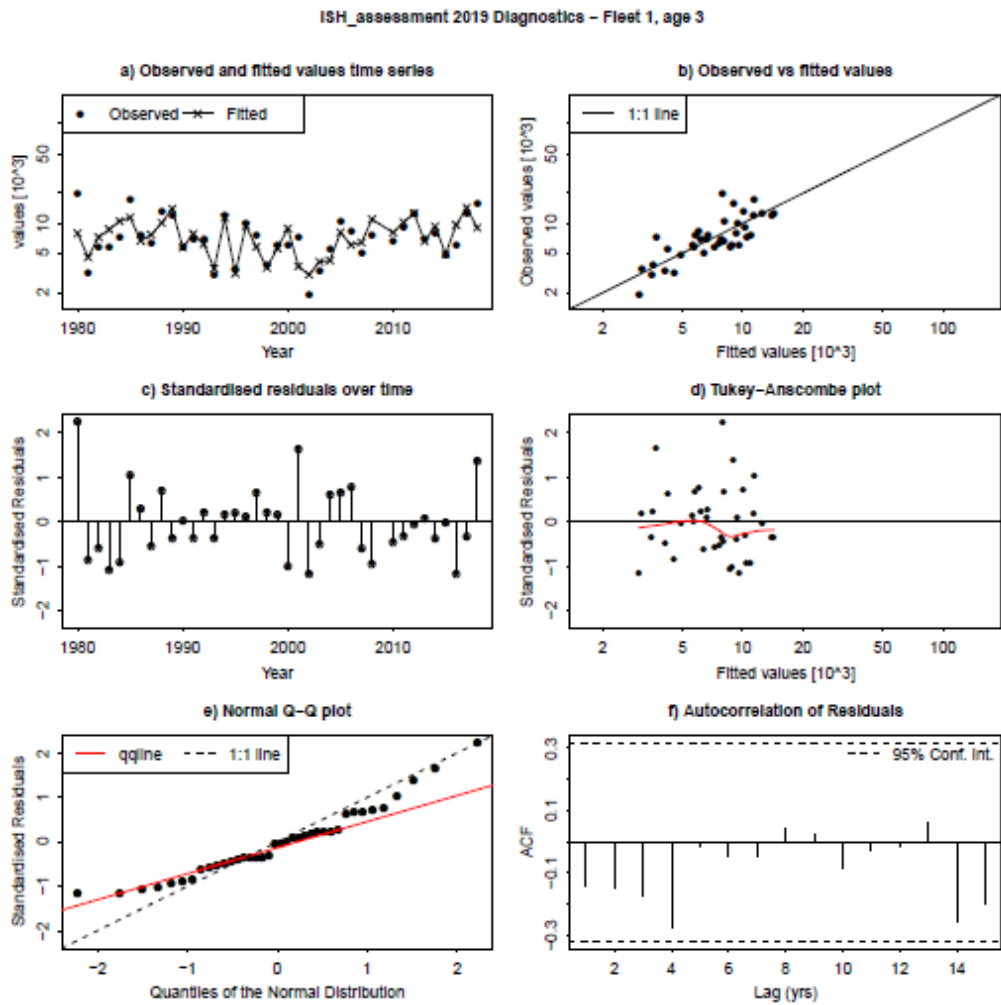 ISH_assessment 2019 Diagnostics – Fleet 1, age 3
a) Observed and fitted values time series
Observed
Fitted
values [10^3]
50
10
5
2
1980
1990
2000
2010
Year
b) Observed vs fitted values
1:1 line
Observed values [10^3]
50
10
5
2
2
5
10
20
50
100
Fitted values [10^3]
c) Standardised residuals over time
Standardised Residuals
2
1
0
−1
−2
1980
1990
2000
2010
Year
d) Tukey−Anscombe plot
Standardised Residuals
2
1
0
−1
−2
2
5
10
20
50
100
Fitted values [10^3]
e) Normal Q−Q plot
qqline
1:1 line
Standardised Residuals
2
1
0
−1
−2
−2
−1
0
1
2
Quantiles of the Normal Distribution
f) Autocorrelation of Residuals
95% Conf. Int.
ACF
0.3
0.1
−0.1
−0.3
2
4
6
8
10
12
14
Lag (yrs)